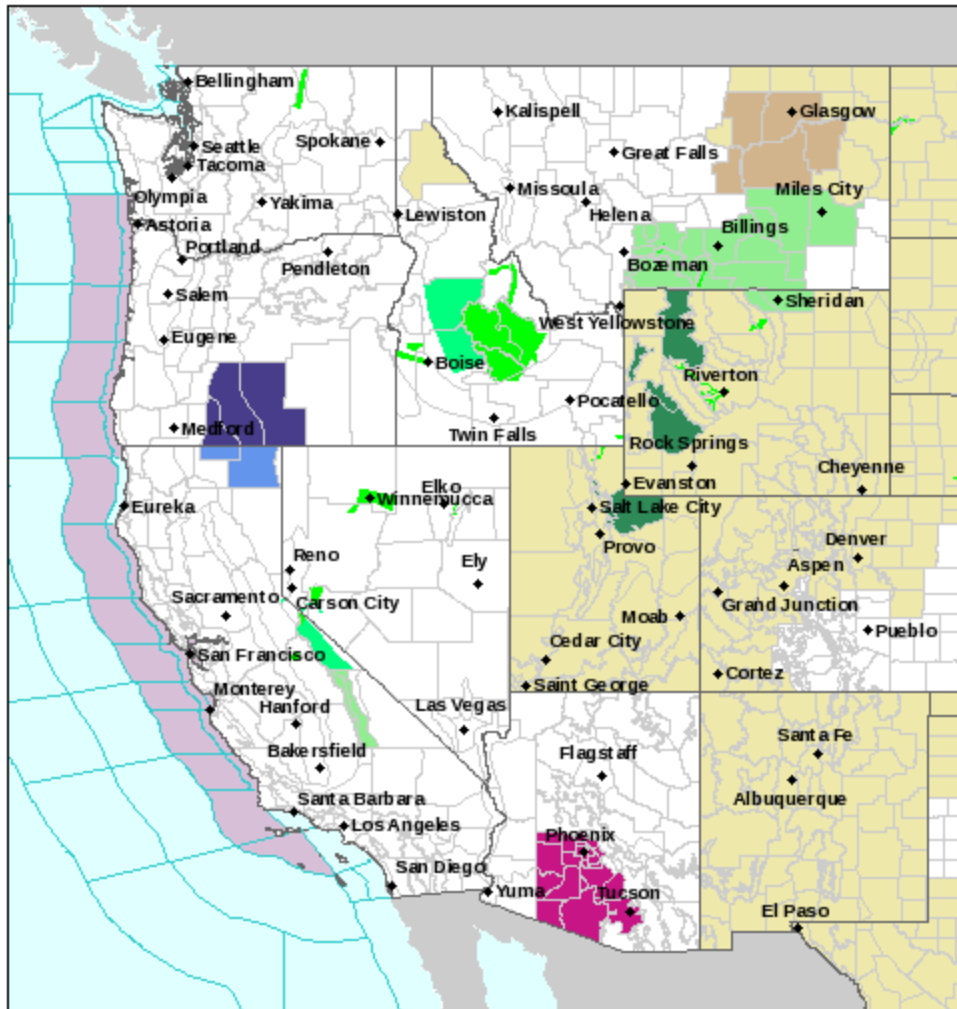 Bellingham
Kalispell
Glasgow
Seattle
Spokane
Great Falls
Tacoma
Missoula
Miles City
Olympia
Yakima
Lewiston
Helena
Astoria
Billings
Portland
Pendleton
Bozeman
Salem
Sheridan
West Yellowstone
Eugene
Boise
Riverton
Pocatello
Medford
Twin Falls
Rock Springs
Cheyenne
Elko
Evanston
Winnemucca
Eureka
Salt Lake City
Provo
Denver
Reno
Ely
Aspen
Sacramento
Carson City
Grand Junction
Moab
Pueblo
San Francisco
Cedar City
Cortez
Monterey
Saint George
Hanford
Las Vegas
Bakersfield
Flagstaff
Santa Fe
Santa Barbara
Albuquerque
Los Angeles
Phoenix
San Diego
Yuma
Tucson
El Paso